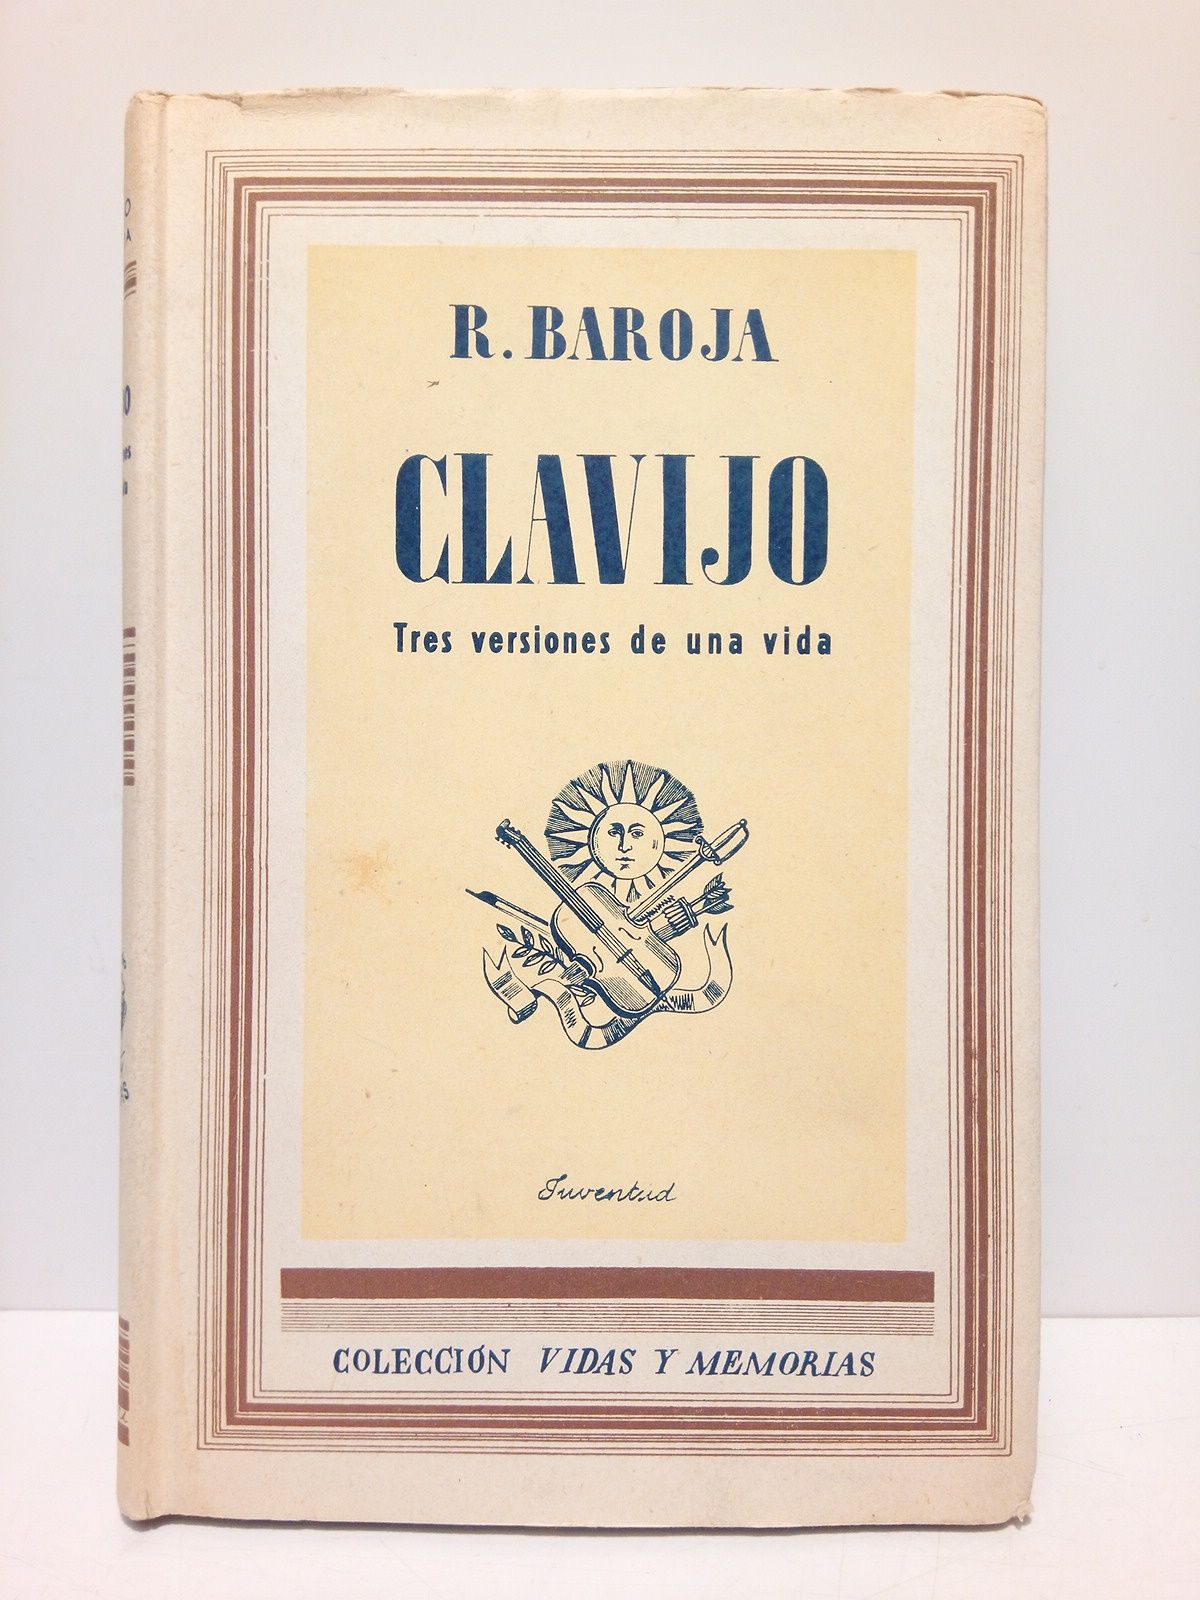 R. BAROJA
CLAVIJO
Tres versiones de una vida
Juventud
COLECCIÓN VIDAS Y MEMORIAS